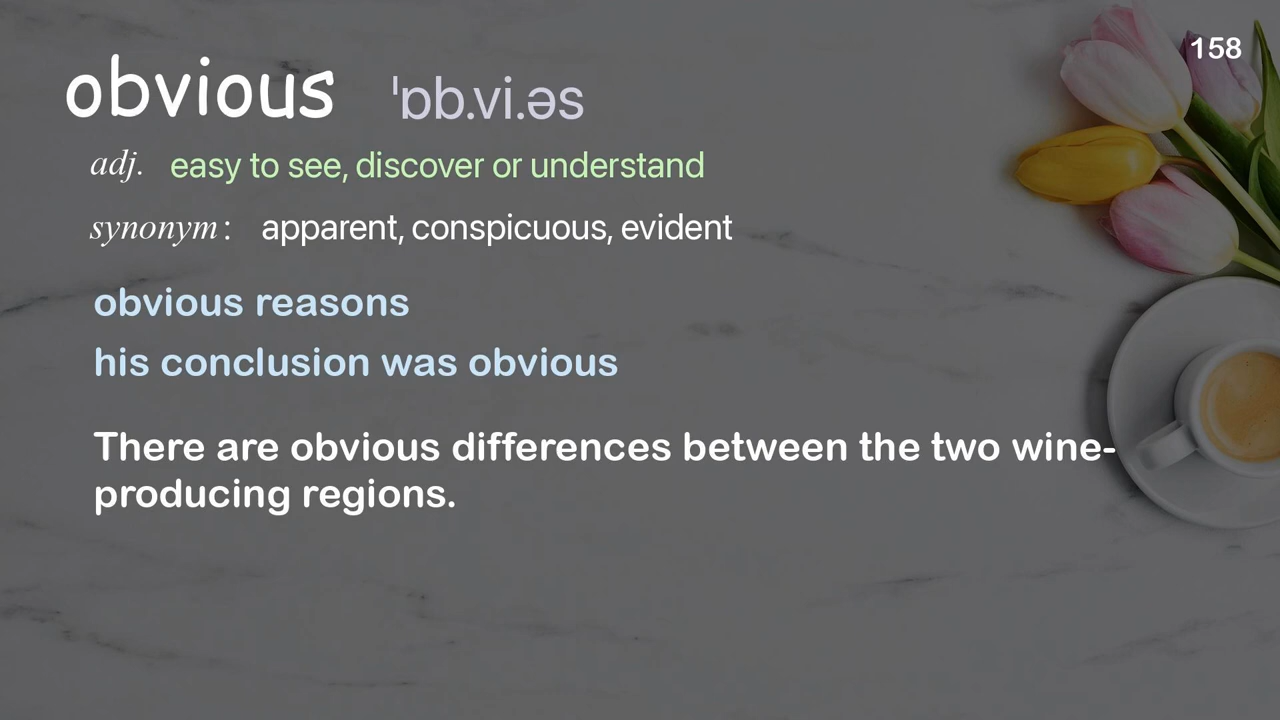 158
obvious ˈɒb.vi.əs
adj. easy to see, discover or understand
synonym: apparent, conspicuous, evident
obvious reasons
his conclusion was obvious
There are obvious differences between the two wine-
producing regions.